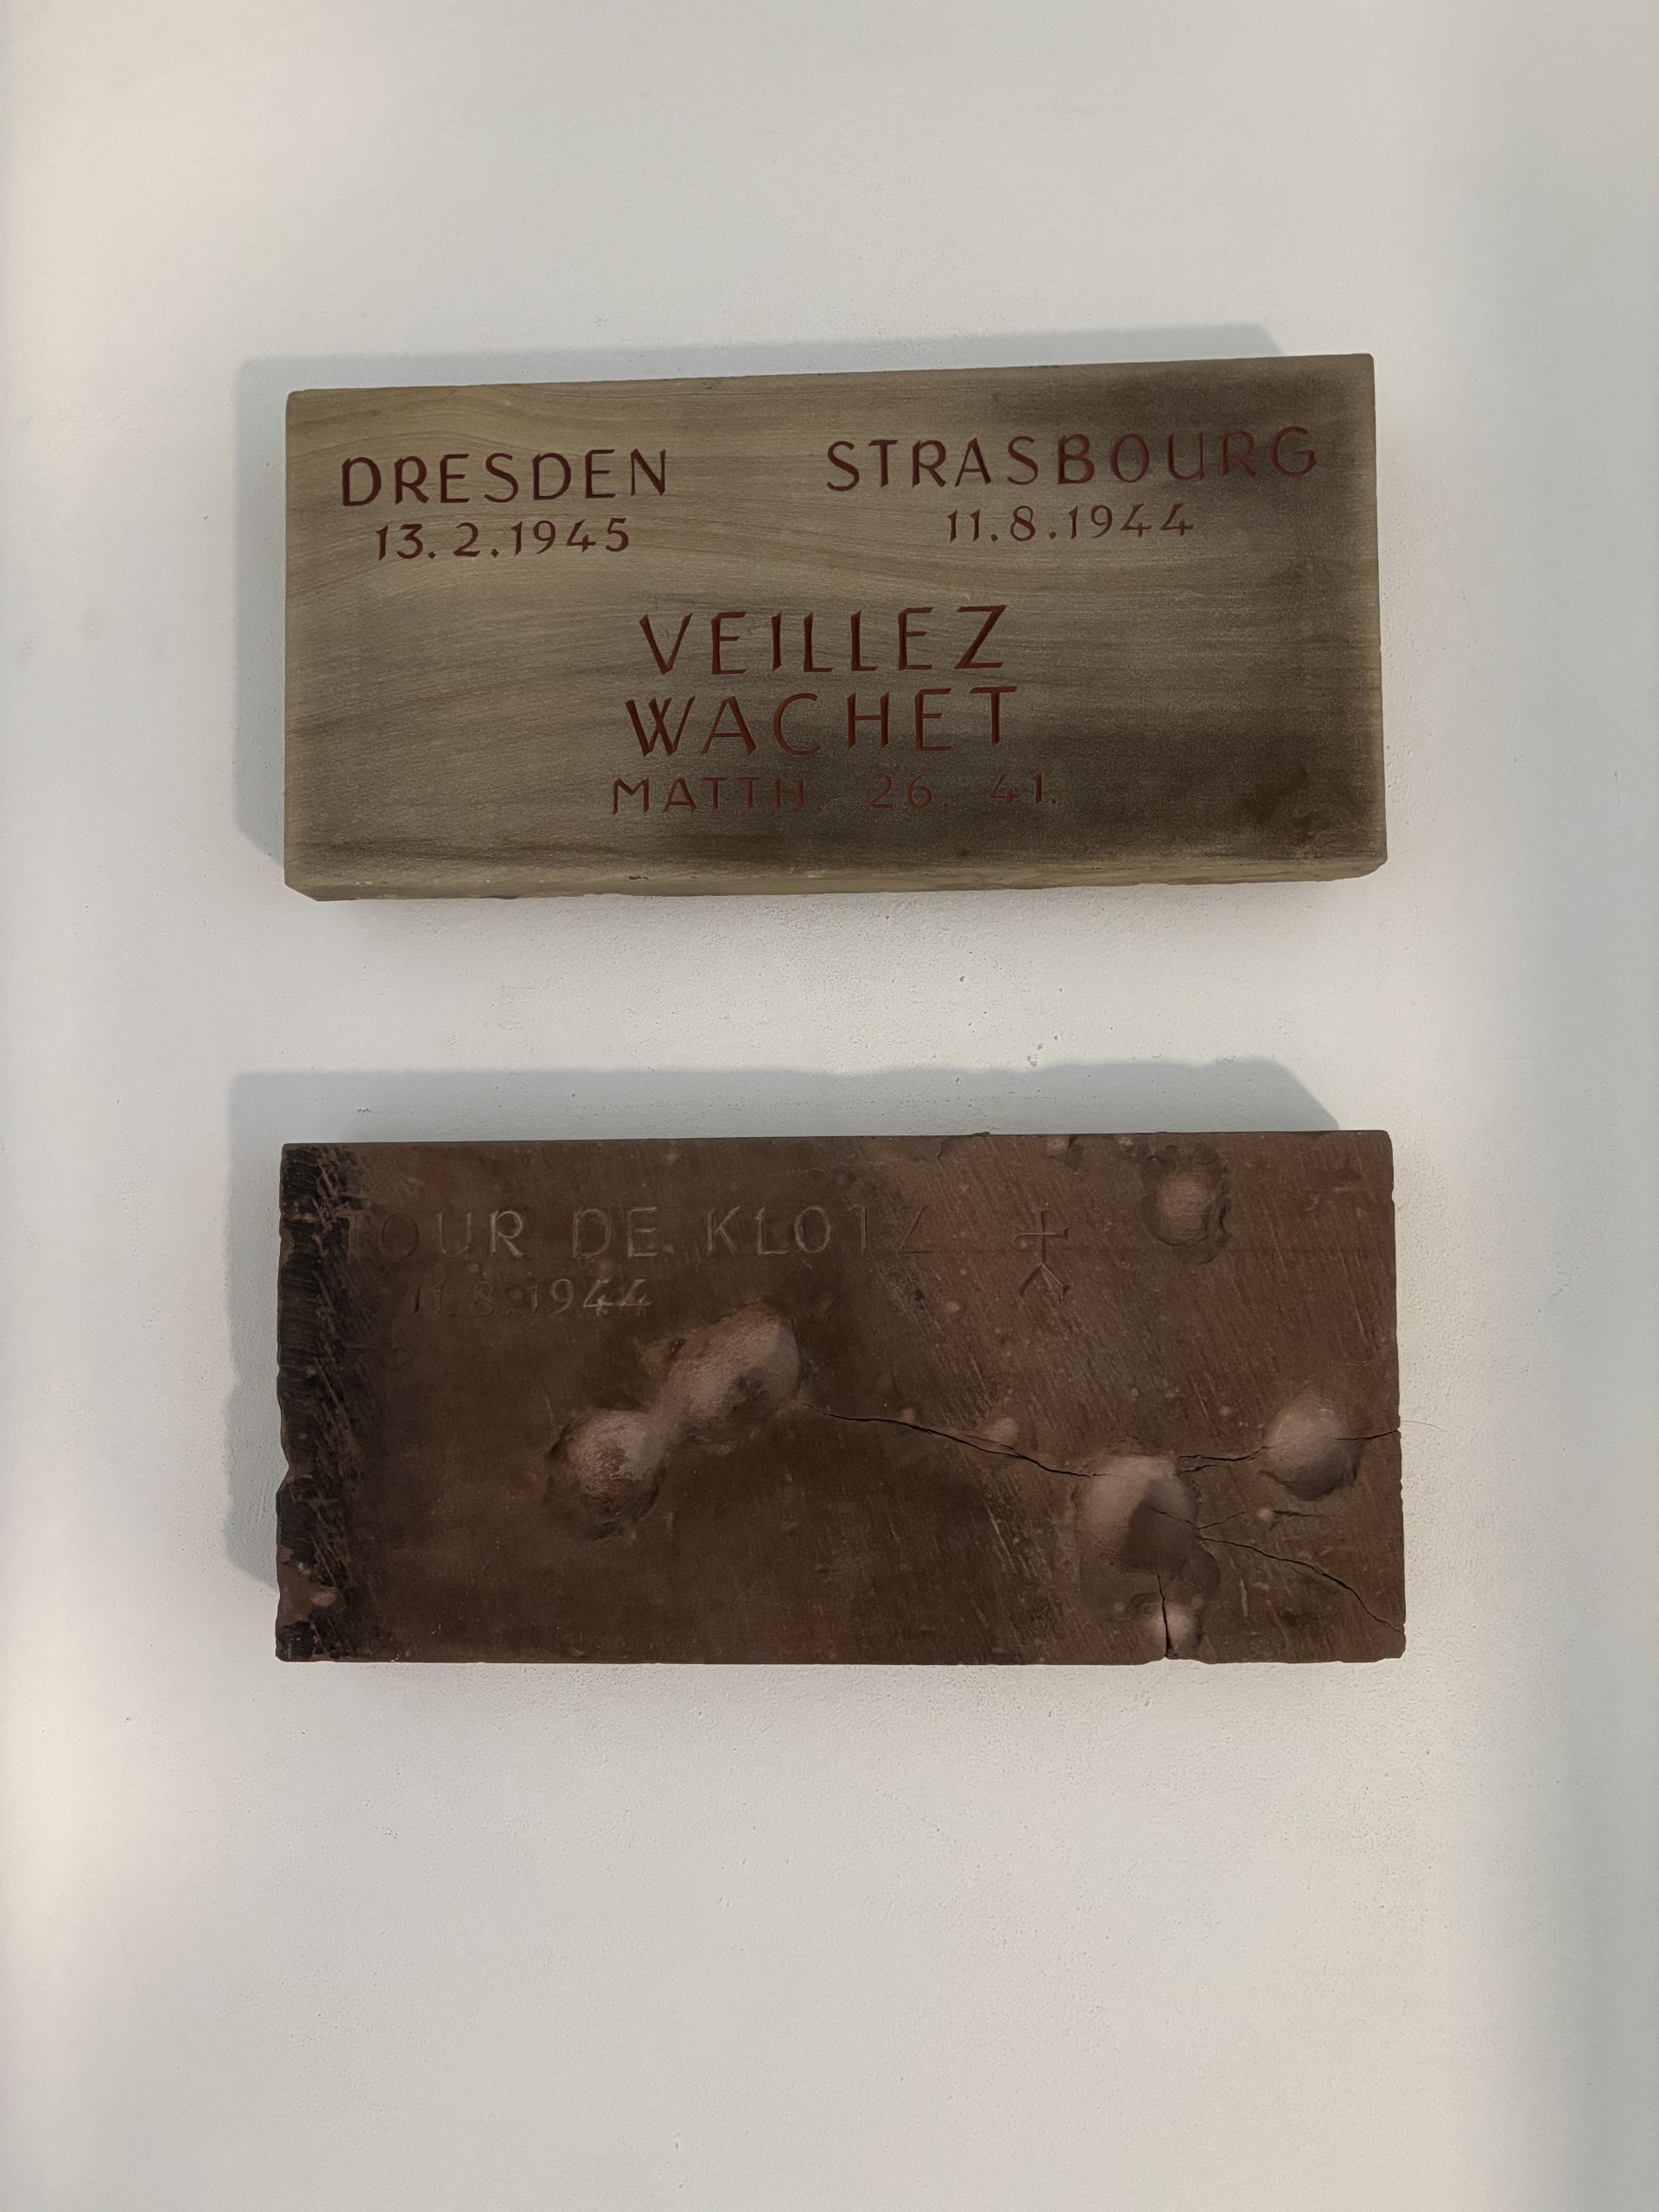 DRESDEN STRASBOURG
13.2.1945 11.8.1944
VEILLEZ
WACHET
MATTH. 26. 41.
TOUR DE KLOTZ
11.8.1944